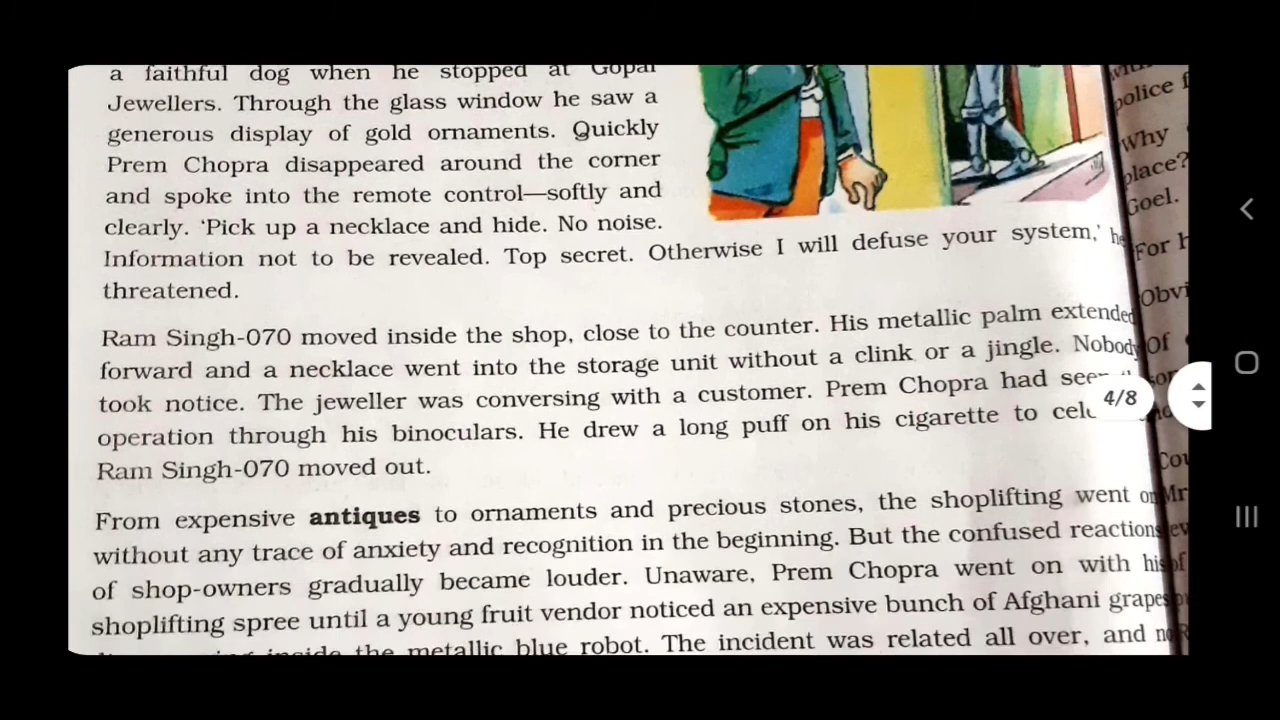 a faithful dog when he stopped at Gopal
Jewellers. Through the glass window he saw a
generous display of gold ornaments. Quickly
Prem Chopra disappeared around the corner
and spoke into the remote control—softly and
clearly. ‘Pick up a necklace and hide. No noise.
Information not to be revealed. Top secret. Otherwise I will defuse your system,’ he
threatened.
Ram Singh-070 moved inside the shop, close to the counter. His metallic palm extended
forward and a necklace went into the storage unit without a clink or a jingle. Nobody
took notice. The jeweller was conversing with a customer. Prem Chopra had seen
operation through his binoculars. He drew a long puff on his cigarette to
Ram Singh-070 moved out.
From expensive antiques to ornaments and precious stones, the shoplifting went on
without any trace of anxiety and recognition in the beginning. But the confused reactions
of shop-owners gradually became louder. Unaware, Prem Chopra went on with his
shoplifting spree until a young fruit vendor noticed an expensive bunch of Afghani grapes
inside the metallic blue robot. The incident was related all over, and
police
Why
place?
Goel.
For
Of
Mr
4/8